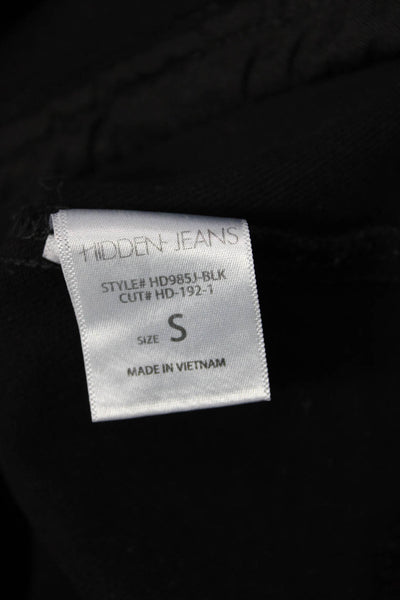 HIDDEN JEANS
STYLE# HD985J-BLK
CUT# HD-192-1
SIZE S
MADE IN VIETNAM